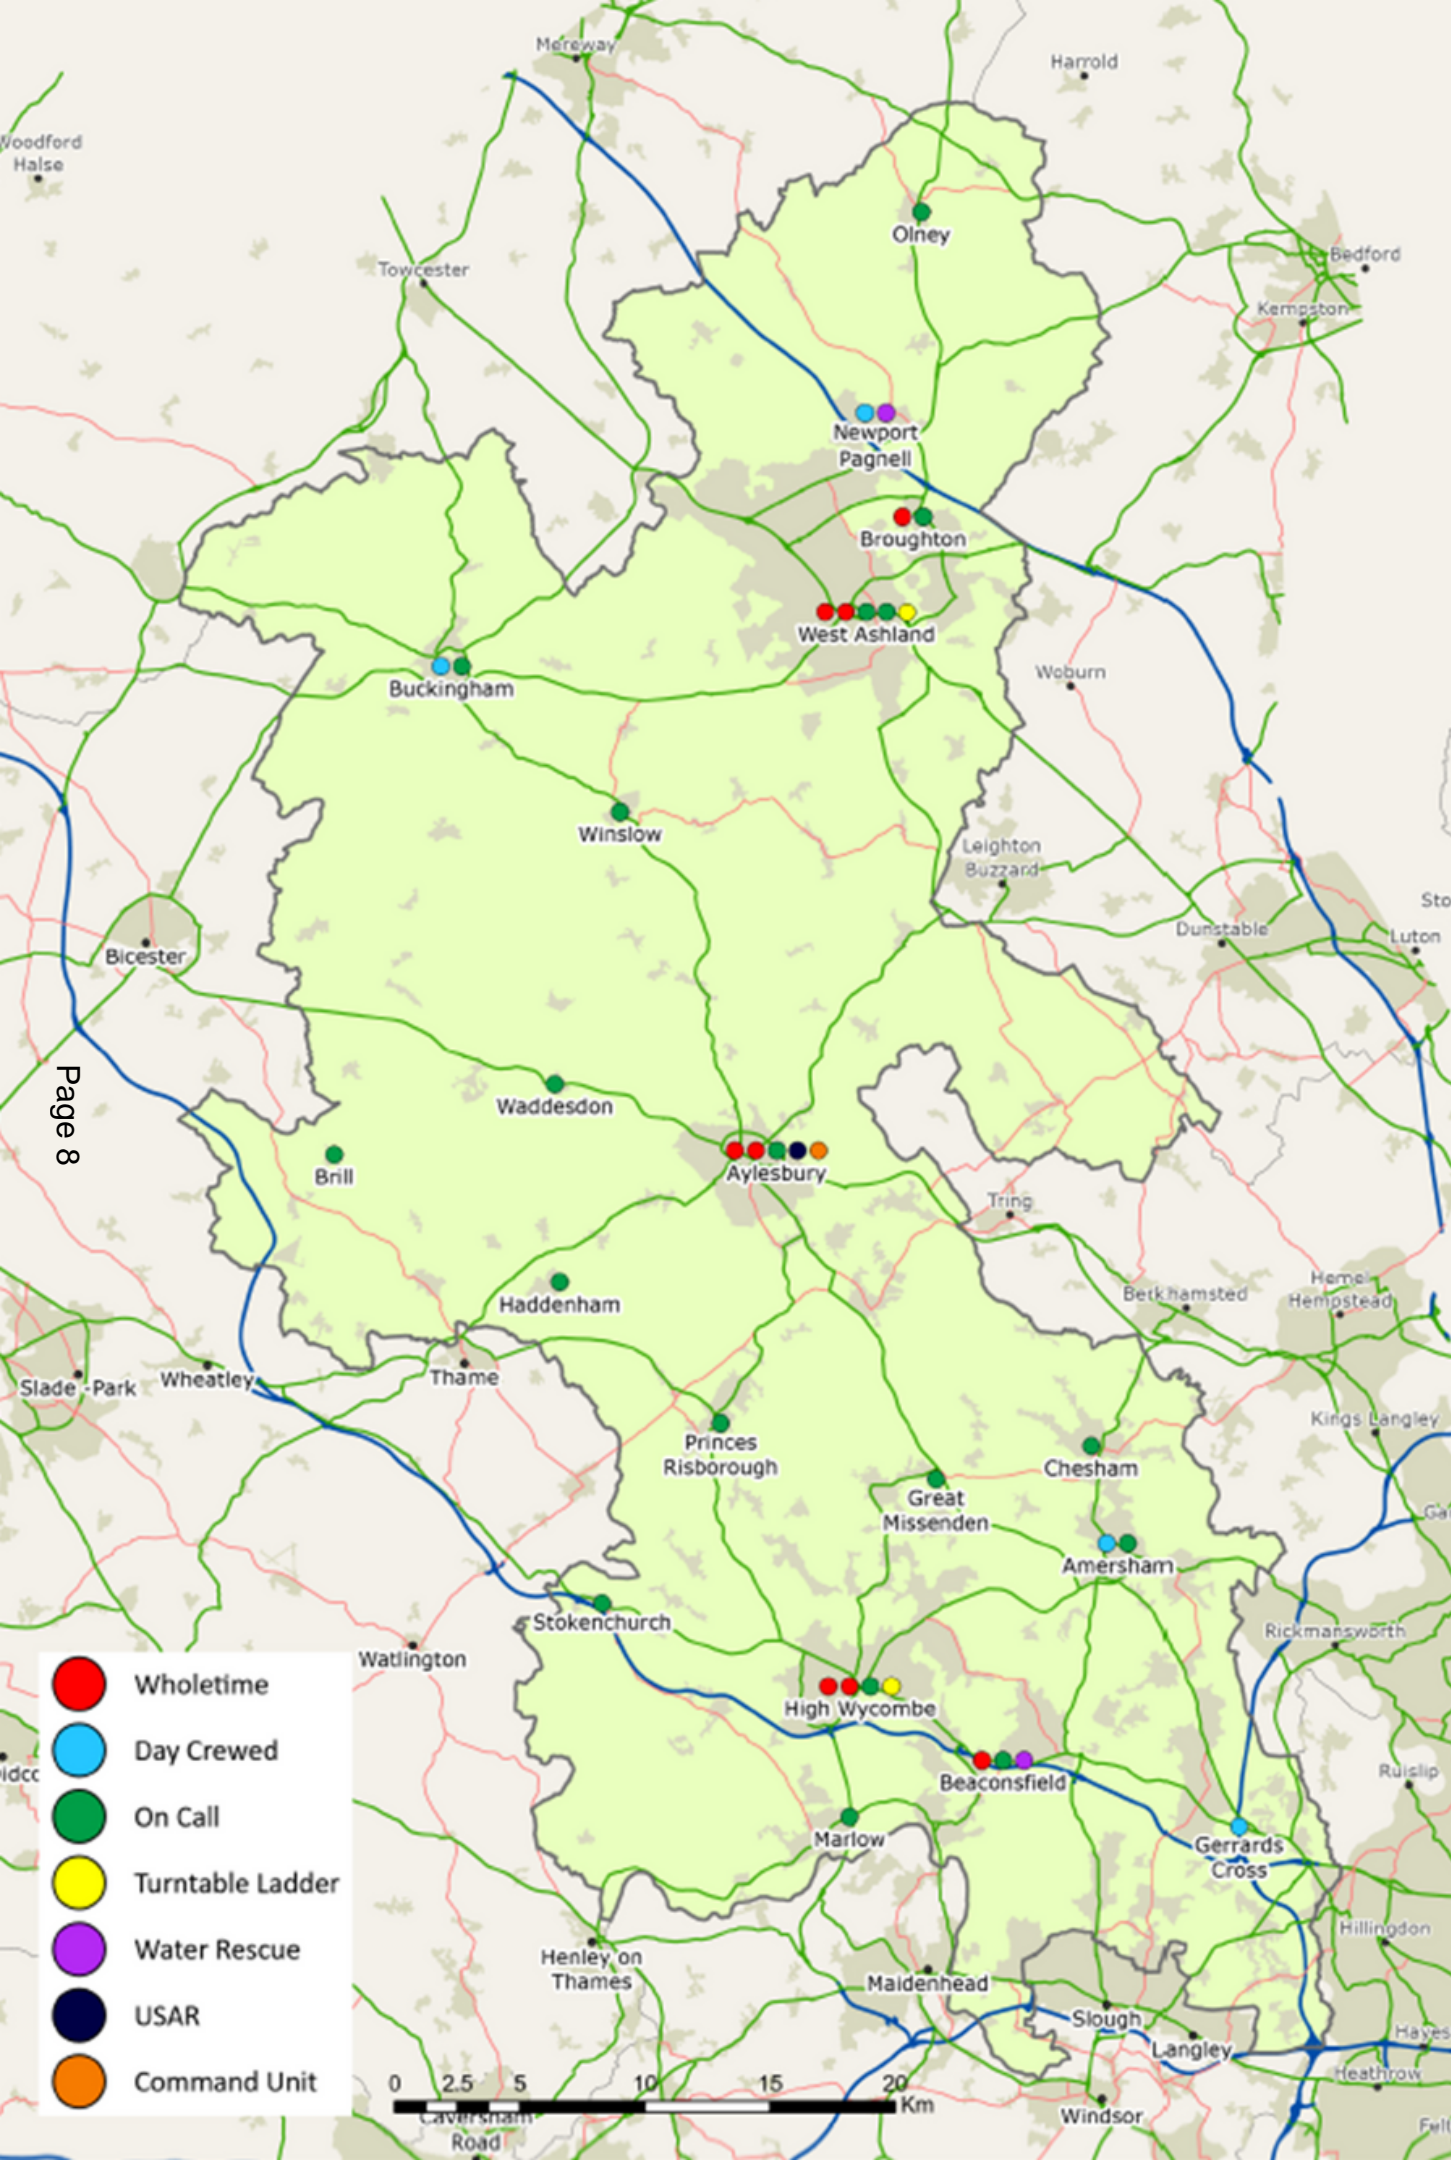 Mereway
Harrold
Woodford
Halse
Olney
Towcester
Bedford
Kempston
Newport
Pagnell
Broughton
West Ashland
Woburn
Buckingham
Winslow
Leighton
Buzzard
Dunstable
Luton
Sto
Bicester
Page 8
Waddesdon
Brill
Aylesbury
Tring
Haddenham
Berkhamsted
Hemel
Hempstead
Slade -Park
Wheatley
Thame
Kings Langley
Princes
Risborough
Chesham
Great
Missenden
Ga
Amersham
Stokenchurch
Rickmansworth
Watlington
Wholetime
High Wycombe
Day Crewed
Beaconsfield
Ruislip
idco
On Call
Marlow
Gerrards
Cross
Turntable Ladder
Hillingdon
Water Rescue
Henley on
Thames
Maidenhead
USAR
Slough
Langley
Hayes
Heathrow
Command Unit
0 2.5 5 10 15 20
Km
Caversham
Road
Windsor
Felt